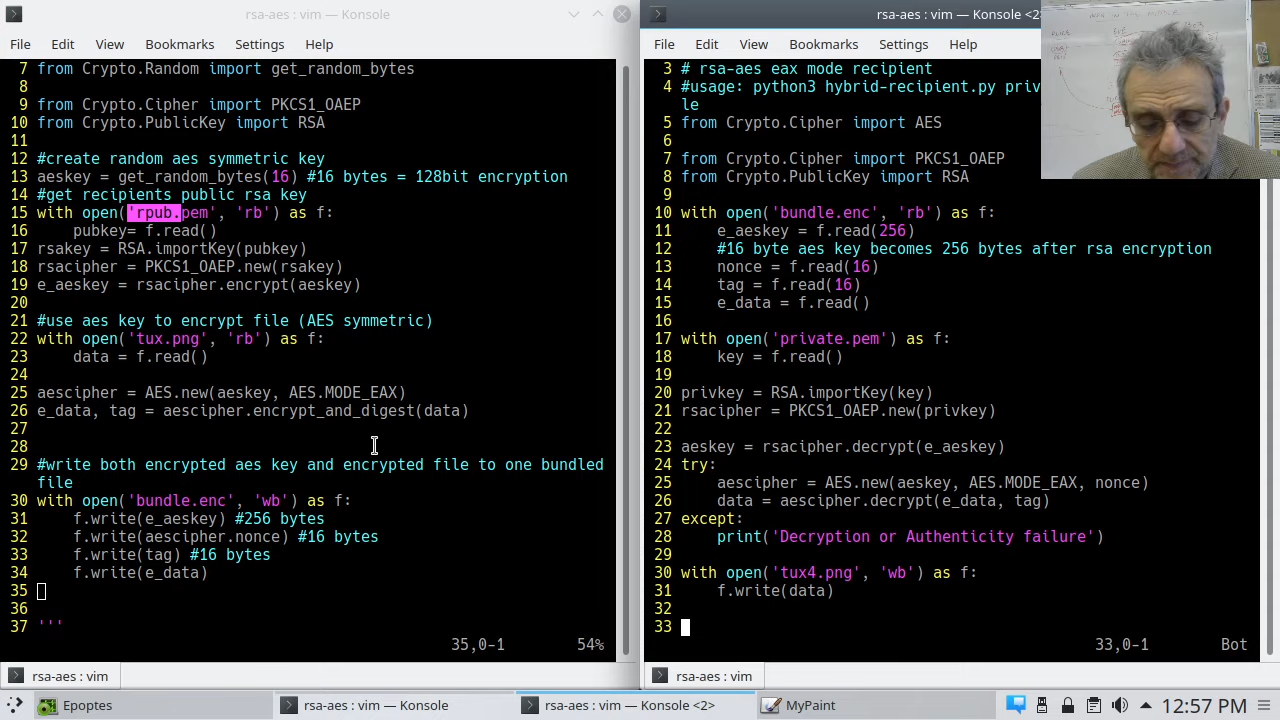 rsa-aes : vim — Konsole
File Edit View Bookmarks Settings Help
7 from Crypto.Random import get_random_bytes
8
9 from Crypto.Cipher import PKCS1_OAEP
10 from Crypto.PublicKey import RSA
11
12 #create random aes symmetric key
13 aeskey = get_random_bytes(16) #16 bytes = 128bit encryption
14 #get recipients public rsa key
15 with open('rpub.pem', 'rb') as f:
16     pubkey= f.read()
17 rsakey = RSA.importKey(pubkey)
18 rsacipher = PKCS1_OAEP.new(rsakey)
19 e_aeskey = rsacipher.encrypt(aeskey)
20
21 #use aes key to encrypt file (AES symmetric)
22 with open('tux.png', 'rb') as f:
23     data = f.read()
24
25 aescipher = AES.new(aeskey, AES.MODE_EAX)
26 e_data, tag = aescipher.encrypt_and_digest(data)
27
28
29 #write both encrypted aes key and encrypted file to one bundled
file
30 with open('bundle.enc', 'wb') as f:
31     f.write(e_aeskey) #256 bytes
32     f.write(aescipher.nonce) #16 bytes
33     f.write(tag) #16 bytes
34     f.write(e_data)
35
36
37 '''
35,0-1 54%
rsa-aes : vim
rsa-aes : vim — Konsole <2>
File Edit View Bookmarks Settings Help
3 # rsa-aes eax mode recipient
4 #usage: python3 hybrid-recipient.py priv
le
5 from Crypto.Cipher import AES
6
7 from Crypto.Cipher import PKCS1_OAEP
8 from Crypto.PublicKey import RSA
9
10 with open('bundle.enc', 'rb') as f:
11     e_aeskey = f.read(256)
12     #16 byte aes key becomes 256 bytes after rsa encryption
13     nonce = f.read(16)
14     tag = f.read(16)
15     e_data = f.read()
16
17 with open('private.pem') as f:
18     key = f.read()
19
20 privkey = RSA.importKey(key)
21 rsacipher = PKCS1_OAEP.new(privkey)
22
23 aeskey = rsacipher.decrypt(e_aeskey)
24 try:
25     aescipher = AES.new(aeskey, AES.MODE_EAX, nonce)
26     data = aescipher.decrypt(e_data, tag)
27 except:
28     print('Decryption or Authenticity failure')
29
30 with open('tux4.png', 'wb') as f:
31     f.write(data)
32
33
33,0-1 Bot
rsa-aes : vim
Epoptes rsa-aes : vim — Konsole rsa-aes : vim — Konsole <2> MyPaint 12:57 PM